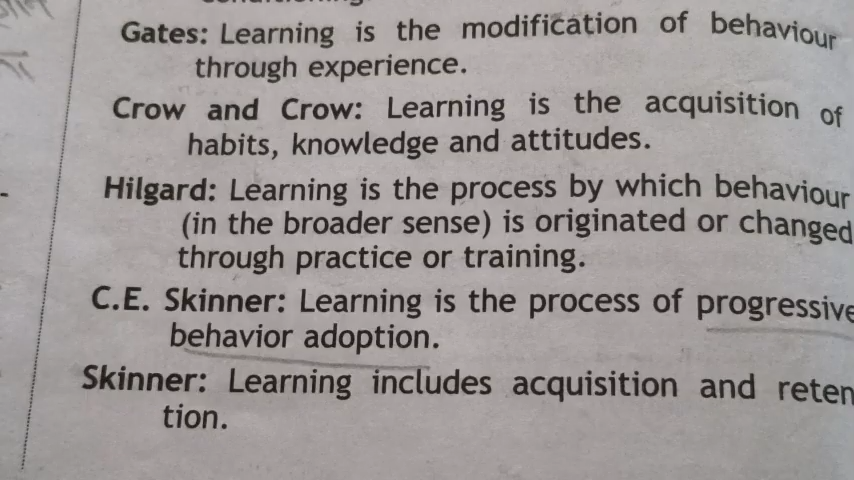 Gates: Learning is the modification of behaviour
through experience.
Crow and Crow: Learning is the acquisition of
habits, knowledge and attitudes.
Hilgard: Learning is the process by which behaviour
(in the broader sense) is originated or changed
through practice or training.
C.E. Skinner: Learning is the process of progressive
behavior adoption.
Skinner: Learning includes acquisition and reten
tion.